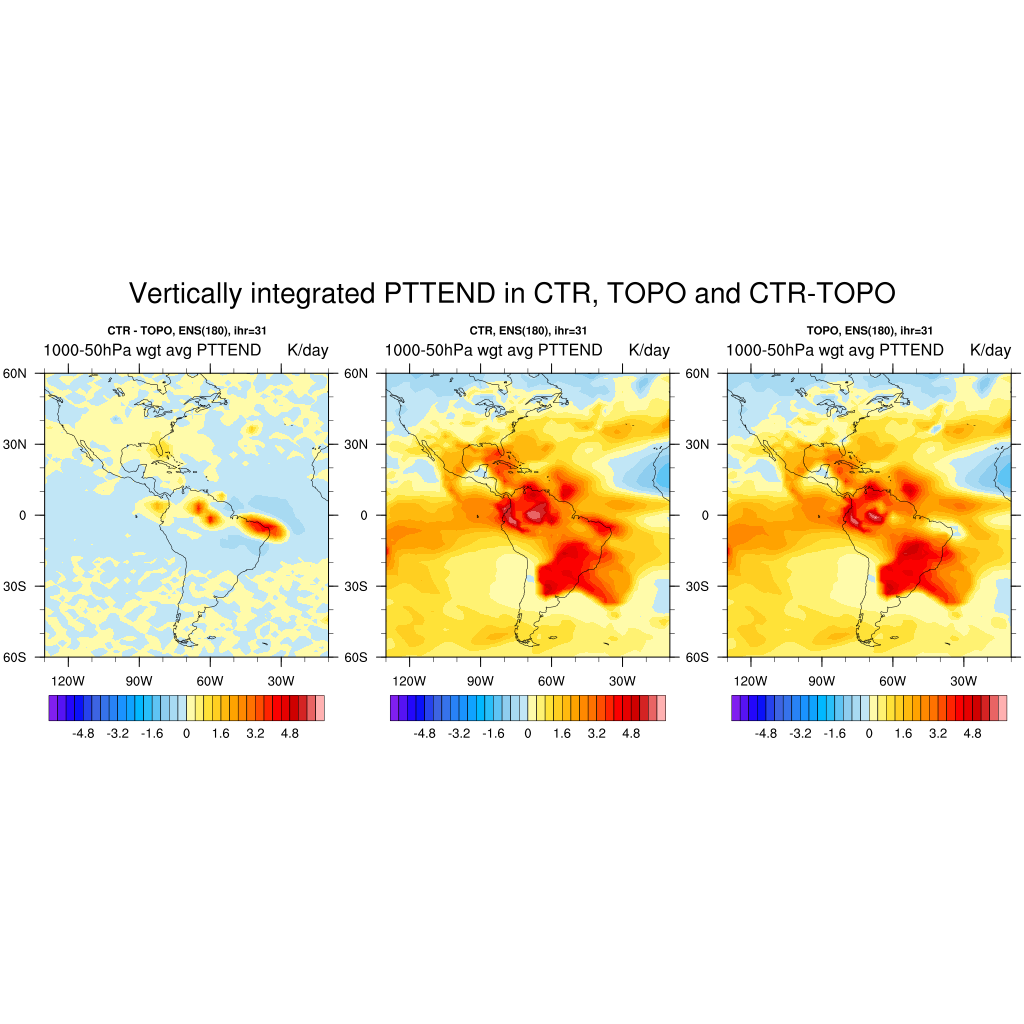 Vertically integrated PTTEND in CTR, TOPO and CTR-TOPO
CTR - TOPO, ENS(180), ihr=31
1000-50hPa wgt avg PTTEND K/day
60N
30N
0
30S
60S
120W 90W 60W 30W
-4.8 -3.2 -1.6 0 1.6 3.2 4.8
CTR, ENS(180), ihr=31
1000-50hPa wgt avg PTTEND K/day
60N
30N
0
30S
60S
120W 90W 60W 30W
-4.8 -3.2 -1.6 0 1.6 3.2 4.8
TOPO, ENS(180), ihr=31
1000-50hPa wgt avg PTTEND K/day
60N
30N
0
30S
60S
120W 90W 60W 30W
-4.8 -3.2 -1.6 0 1.6 3.2 4.8